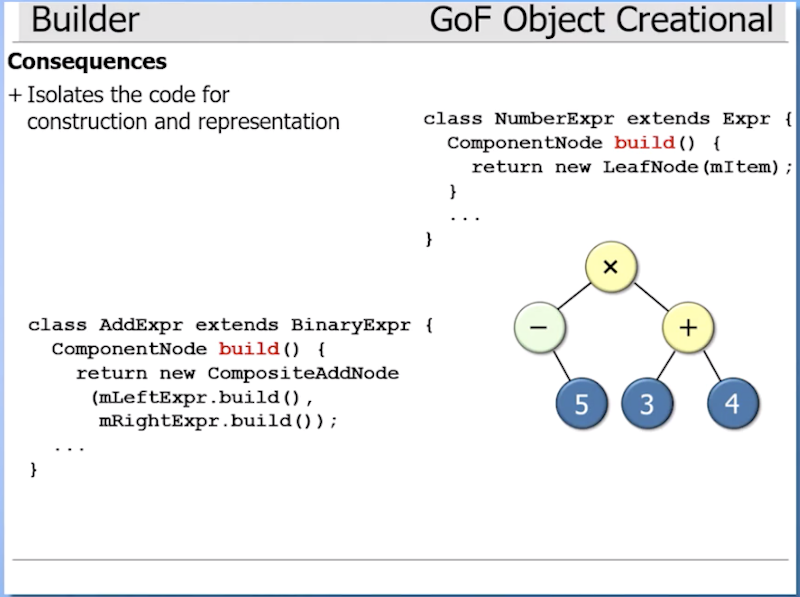 Builder
GoF Object Creational
Consequences
+ Isolates the code for
construction and representation
class NumberExpr extends Expr {
ComponentNode build() {
return new LeafNode(mItem);
}
...
}
×
−
+
5
3
4
class AddExpr extends BinaryExpr {
ComponentNode build() {
return new CompositeAddNode
(mLeftExpr.build(),
mRightExpr.build());
...
}